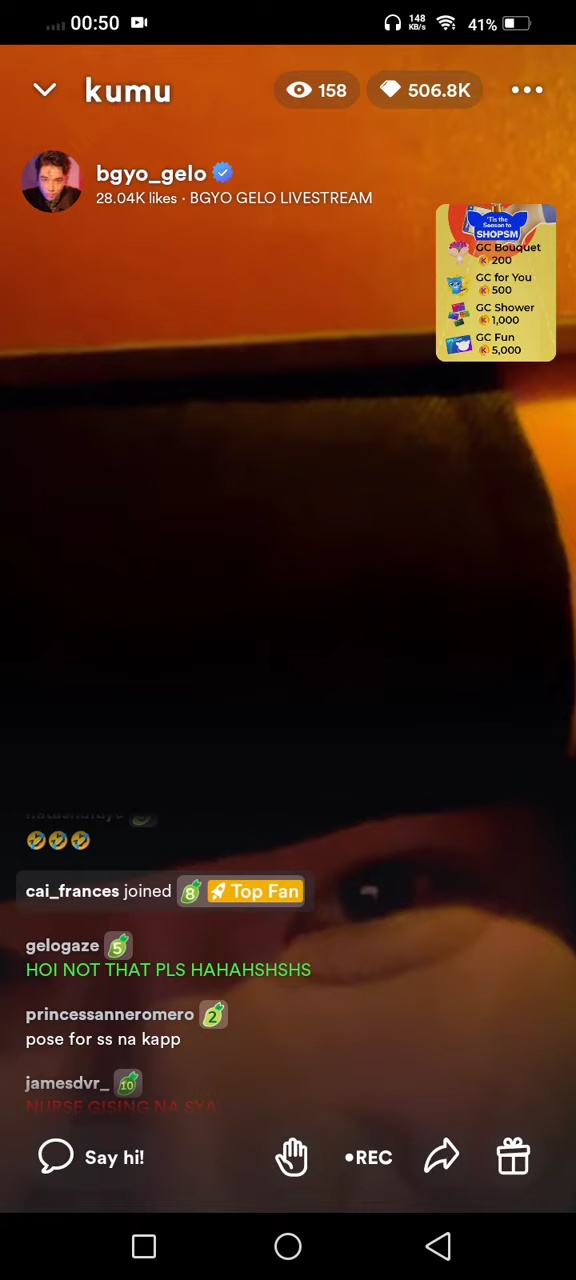 00:50
148
KB/s
41%
kumu
158
506.8K
bgyo_gelo
28.04K likes · BGYO GELO LIVESTREAM
'Tis the
Season to
SHOPSM
GC Bouquet
200
GC for You
500
GC Shower
1,000
GC Fun
5,000
🤣🤣🤣
cai_frances joined 8 Top Fan
gelogaze 5
HOI NOT THAT PLS HAHAHSHSHS
princessanneromero 2
pose for ss na kapp
jamesdvr_ 10
NURSE GISING NA SYA
Say hi!
•REC